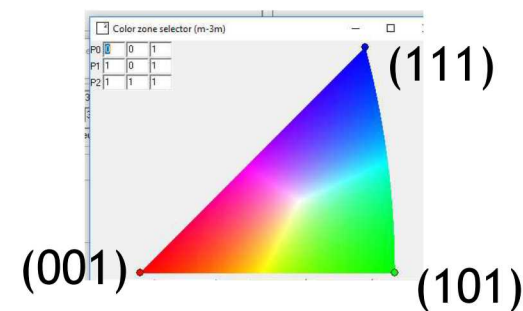 Color zone selector (m-3m)
P0 0 0 1
P1 1 0 1
P2 1 1 1
(111)
(001)
(101)